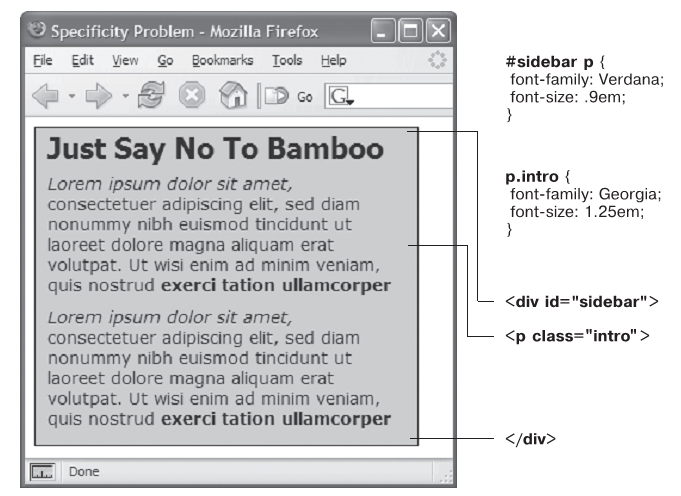 Specificity Problem - Mozilla Firefox
File Edit View Go Bookmarks Tools Help
Go G
Just Say No To Bamboo
Lorem ipsum dolor sit amet,
consectetuer adipiscing elit, sed diam
nonummy nibh euismod tincidunt ut
laoreet dolore magna aliquam erat
volutpat. Ut wisi enim ad minim veniam,
quis nostrud exerci tation ullamcorper
Lorem ipsum dolor sit amet,
consectetuer adipiscing elit, sed diam
nonummy nibh euismod tincidunt ut
laoreet dolore magna aliquam erat
volutpat. Ut wisi enim ad minim veniam,
quis nostrud exerci tation ullamcorper
Done
#sidebar p {
font-family: Verdana;
font-size: .9em;
}
p.intro {
font-family: Georgia;
font-size: 1.25em;
}
<div id="sidebar">
<p class="intro">
</div>